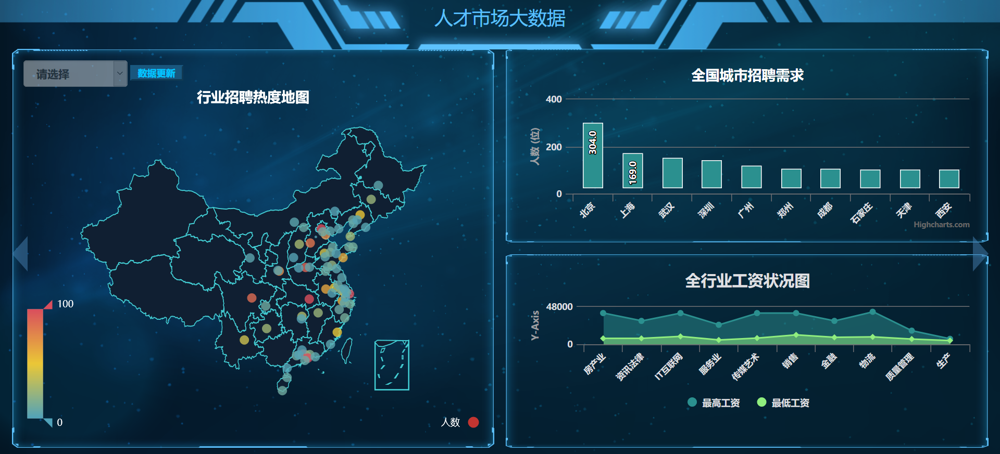 人才市场大数据
请选择
数据更新
行业招聘热度地图
100
0
人数
全国城市招聘需求
人数 (位)
400
200
0
304.0
169.0
北京
上海
武汉
深圳
广州
郑州
成都
石家庄
天津
西安
Highcharts.com
全行业工资状况图
Y-Axis
48000
0
房产业
资讯法律
IT互联网
服务业
传媒艺术
销售
金融
物流
质量管理
生产
最高工资
最低工资